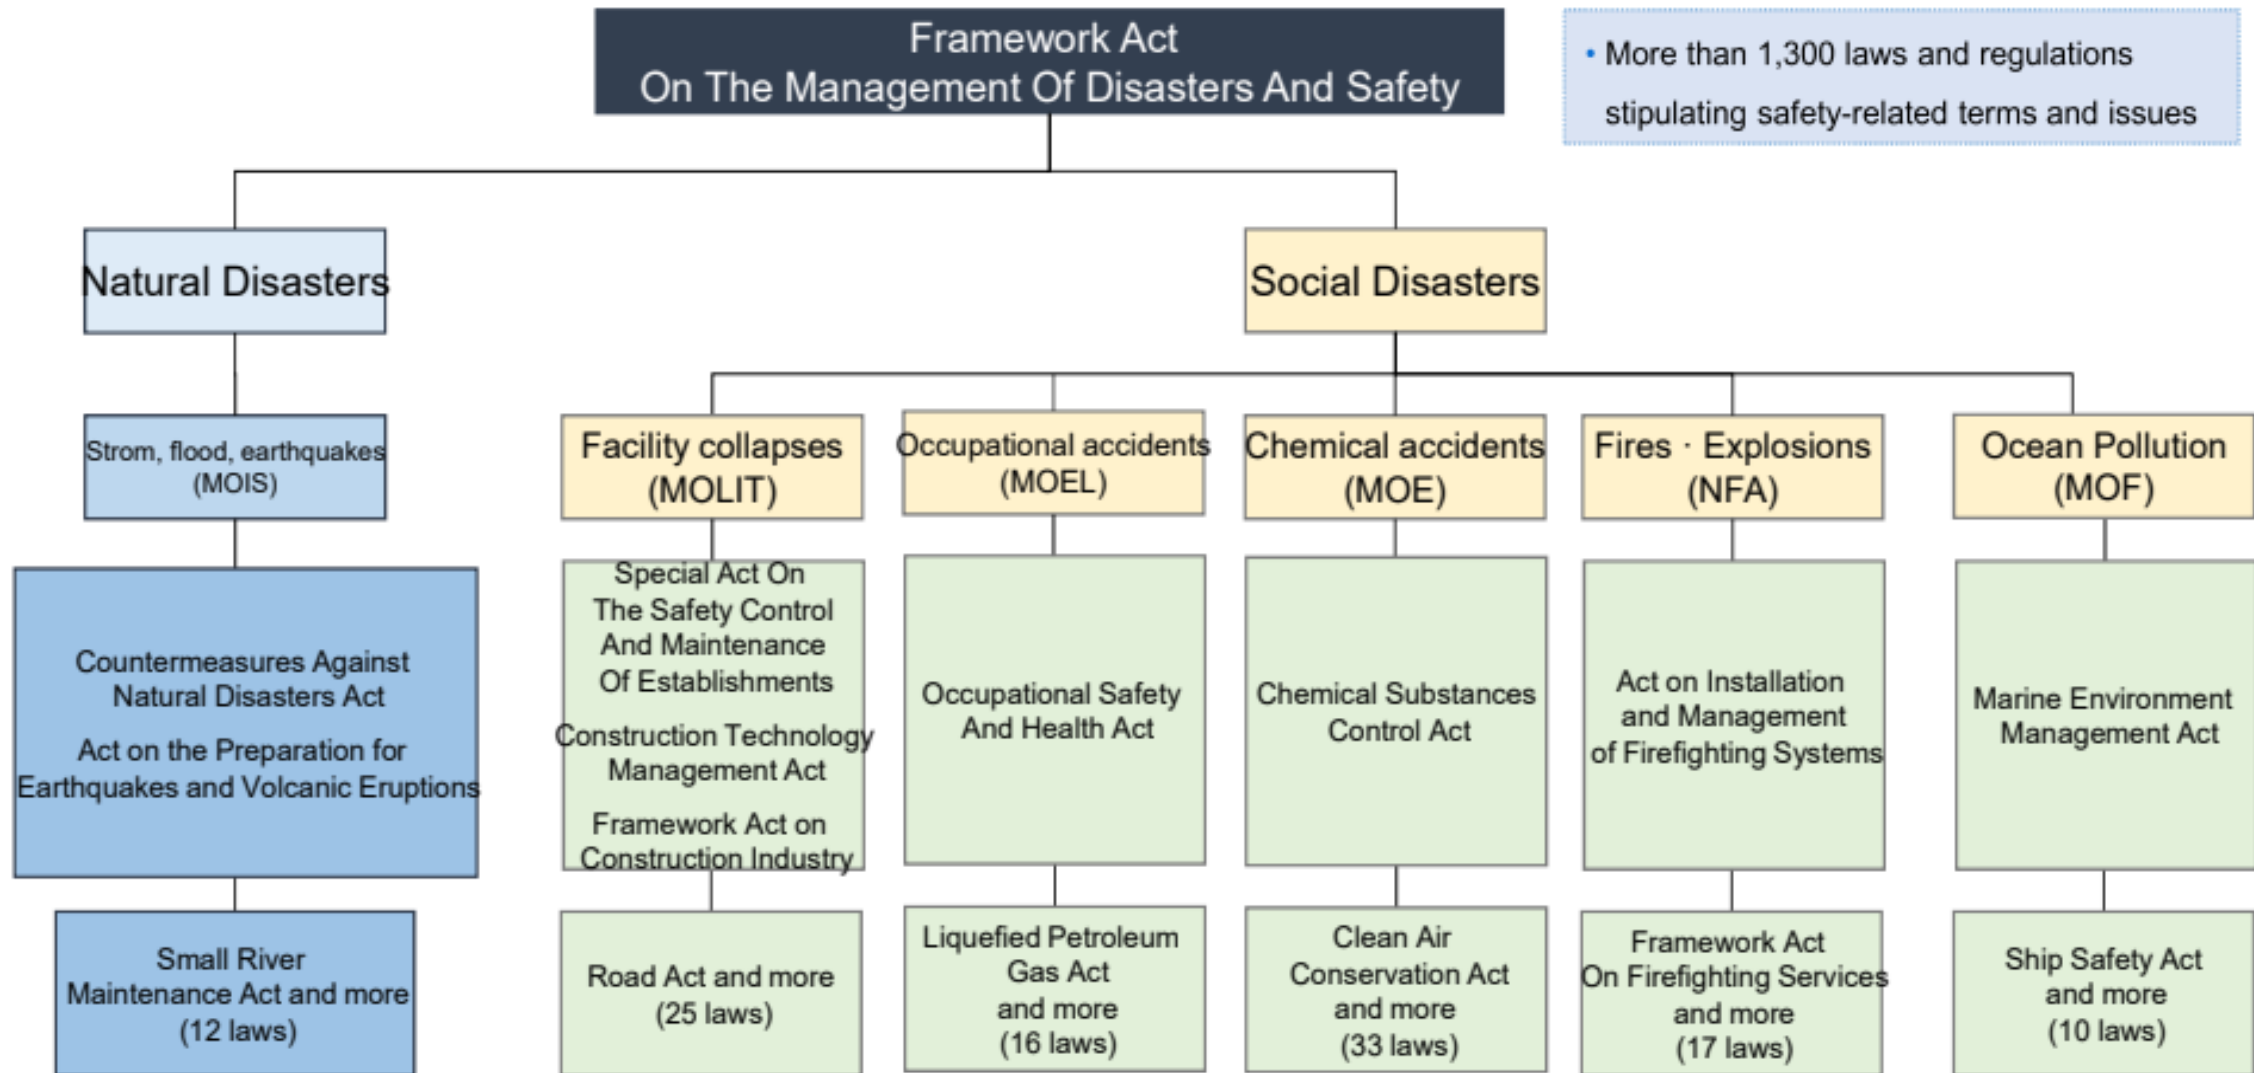 Framework Act
On The Management Of Disasters And Safety
• More than 1,300 laws and regulations
stipulating safety-related terms and issues
Natural Disasters
Social Disasters
Strom, flood, earthquakes
(MOIS)
Facility collapses
(MOLIT)
Occupational accidents
(MOEL)
Chemical accidents
(MOE)
Fires · Explosions
(NFA)
Ocean Pollution
(MOF)
Countermeasures Against
Natural Disasters Act
Act on the Preparation for
Earthquakes and Volcanic Eruptions
Special Act On
The Safety Control
And Maintenance
Of Establishments
Construction Technology
Management Act
Framework Act on
Construction Industry
Occupational Safety
And Health Act
Chemical Substances
Control Act
Act on Installation
and Management
of Firefighting Systems
Marine Environment
Management Act
Small River
Maintenance Act and more
(12 laws)
Road Act and more
(25 laws)
Liquefied Petroleum
Gas Act
and more
(16 laws)
Clean Air
Conservation Act
and more
(33 laws)
Framework Act
On Firefighting Services
and more
(17 laws)
Ship Safety Act
and more
(10 laws)